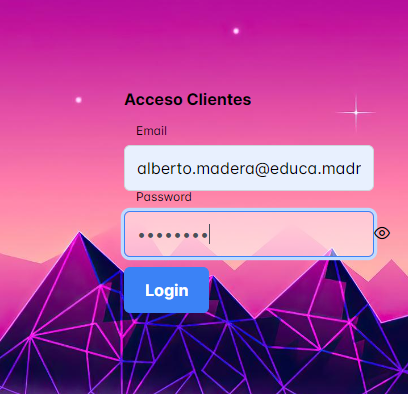 Acceso Clientes
Email
alberto.madera@educa.madr
Password
••••••••
Login